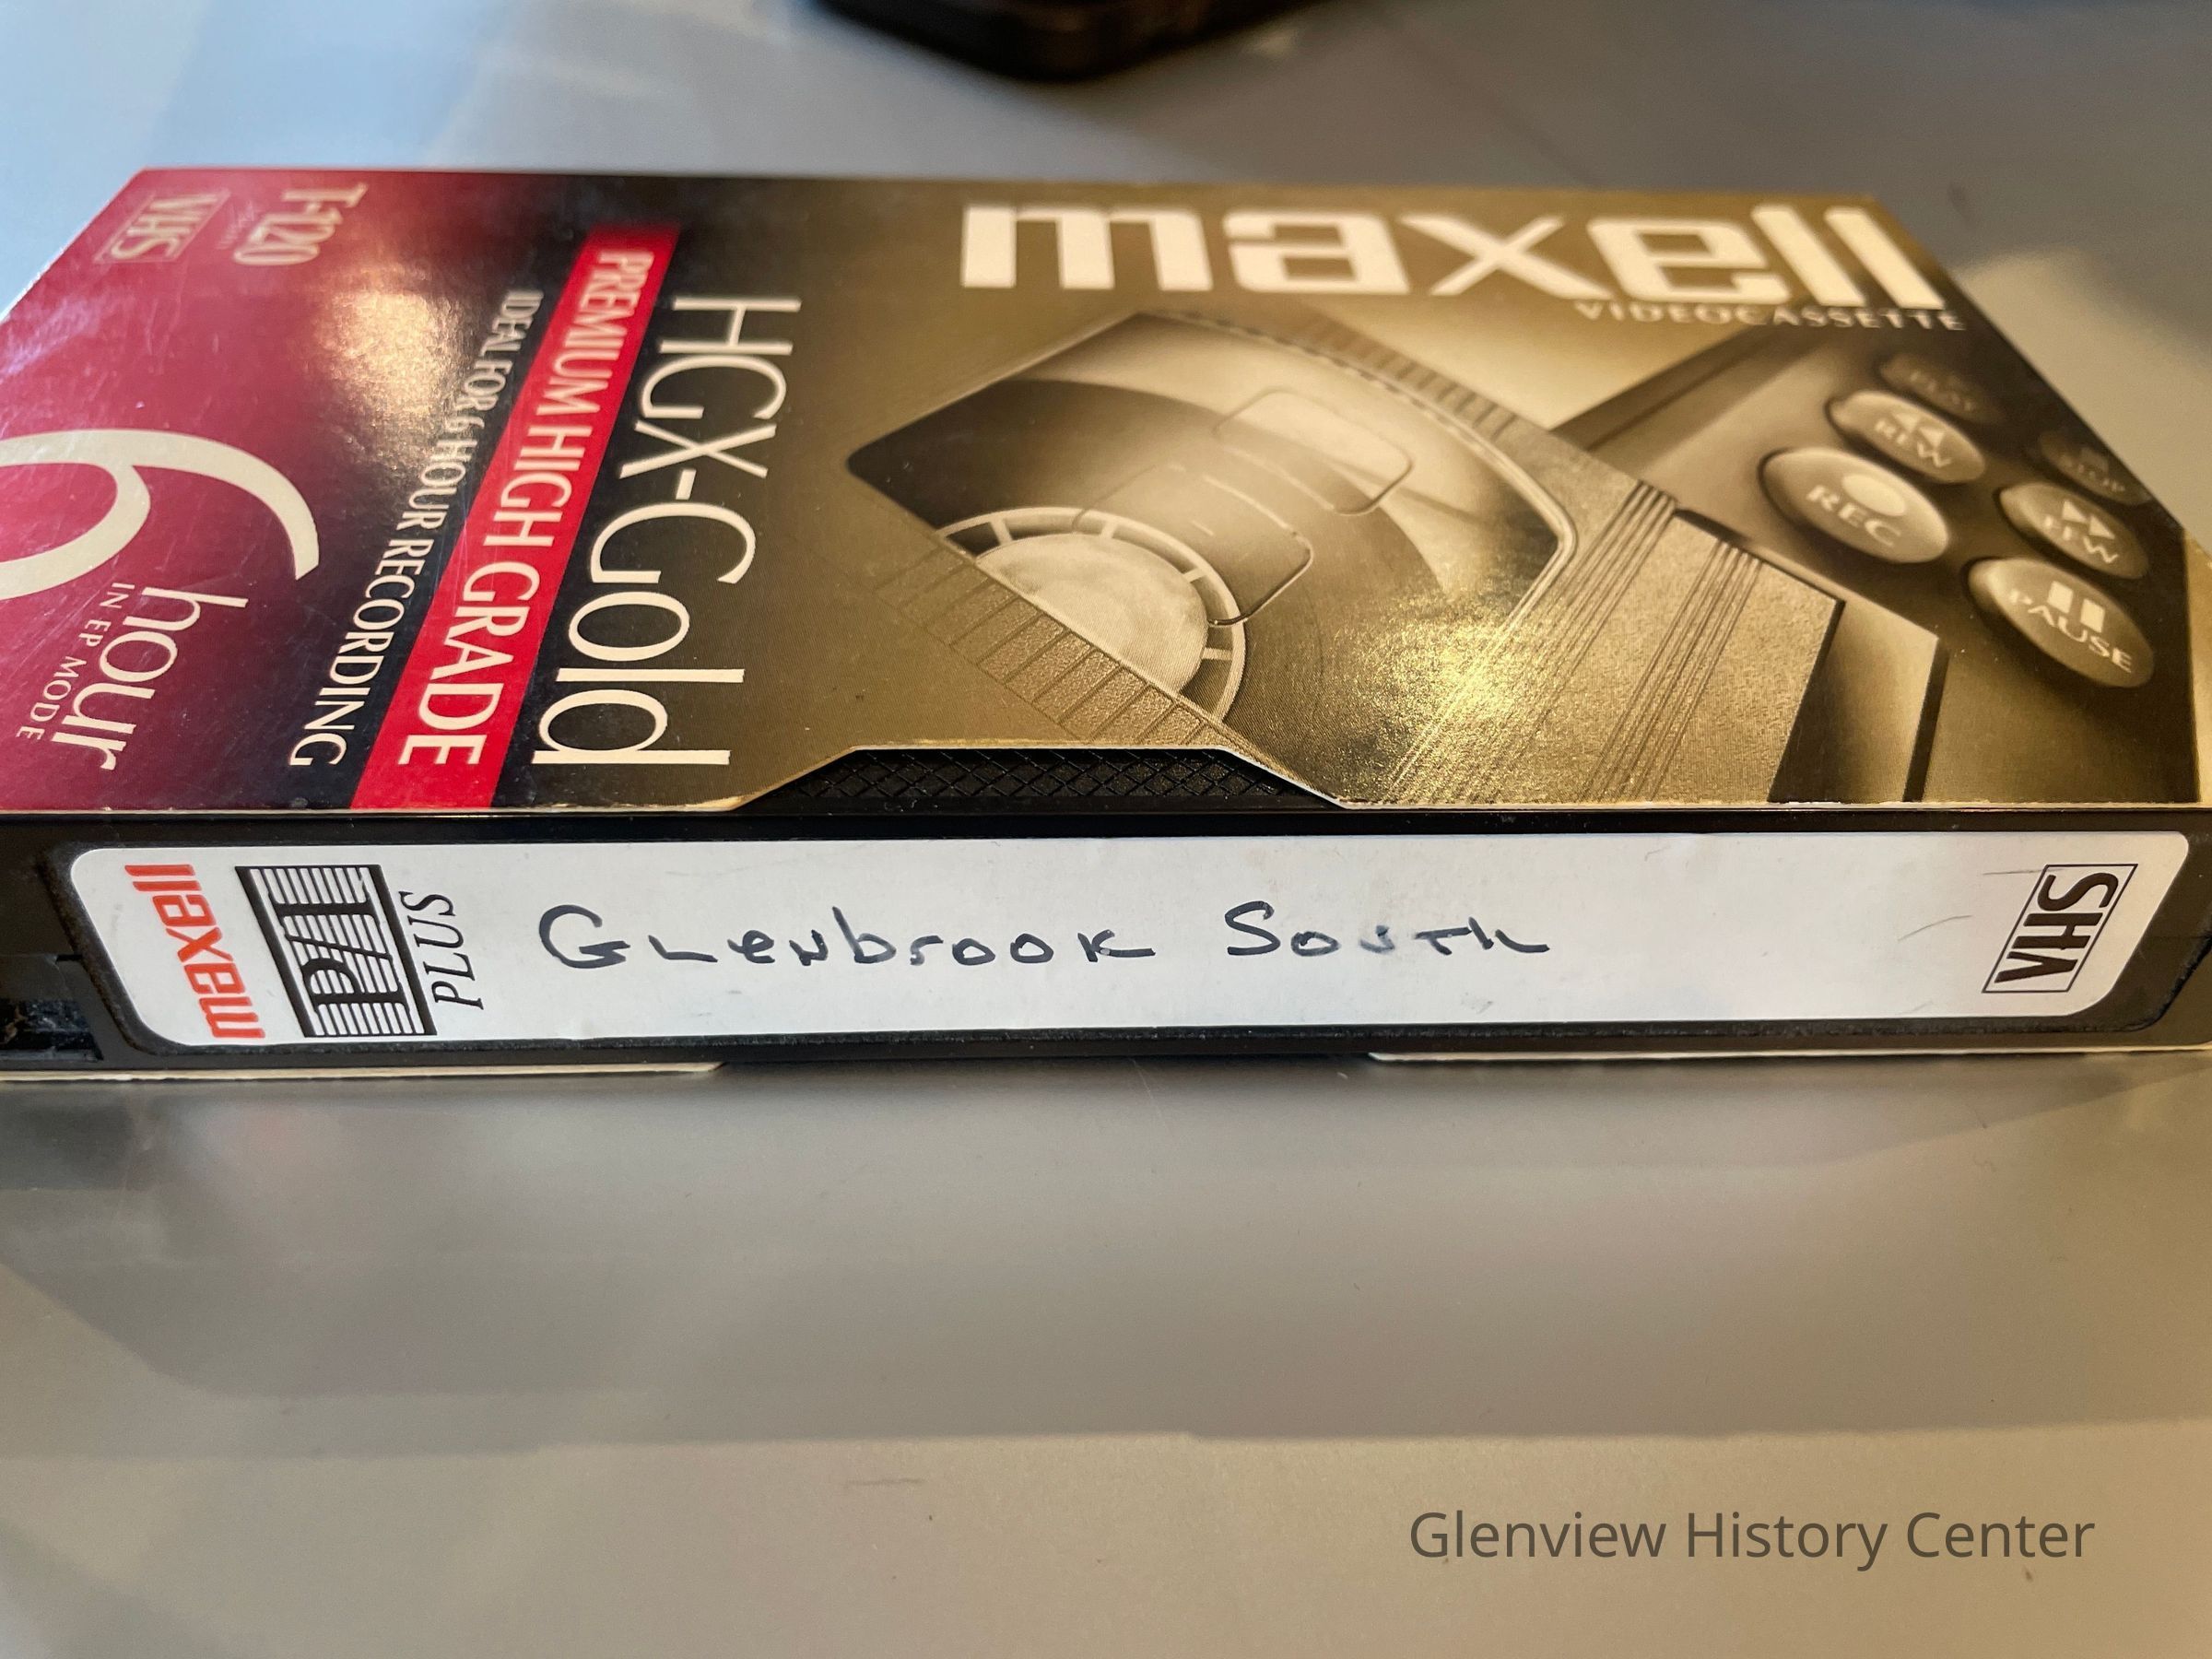 maxell
VIDEOCASSETTE
PLAY
REW
STOP
REC
FFW
PAUSE
HGX-Gold
PREMIUM HIGH GRADE
IDEAL FOR 6 HOUR RECORDING
T-120
VHS
6
hour
IN EP MODE
maxell
PLUS
Glenbrook South
VHS
Glenview History Center